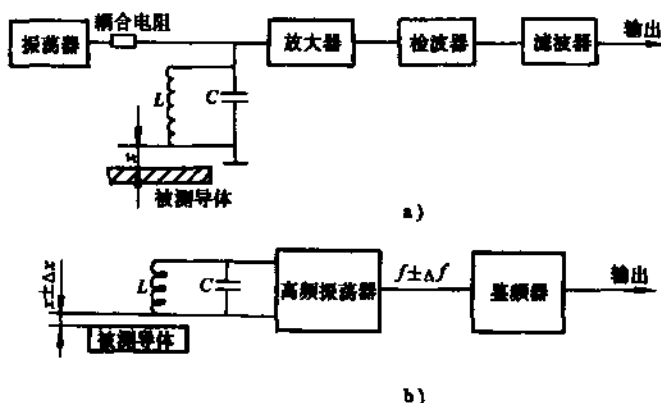 振荡器 耦合电阻 放大器 检波器 滤波器 输出
L C
x
被测导体
a)
x±Δx L C 高频振荡器 f±Δf 鉴频器 输出
被测导体
b)